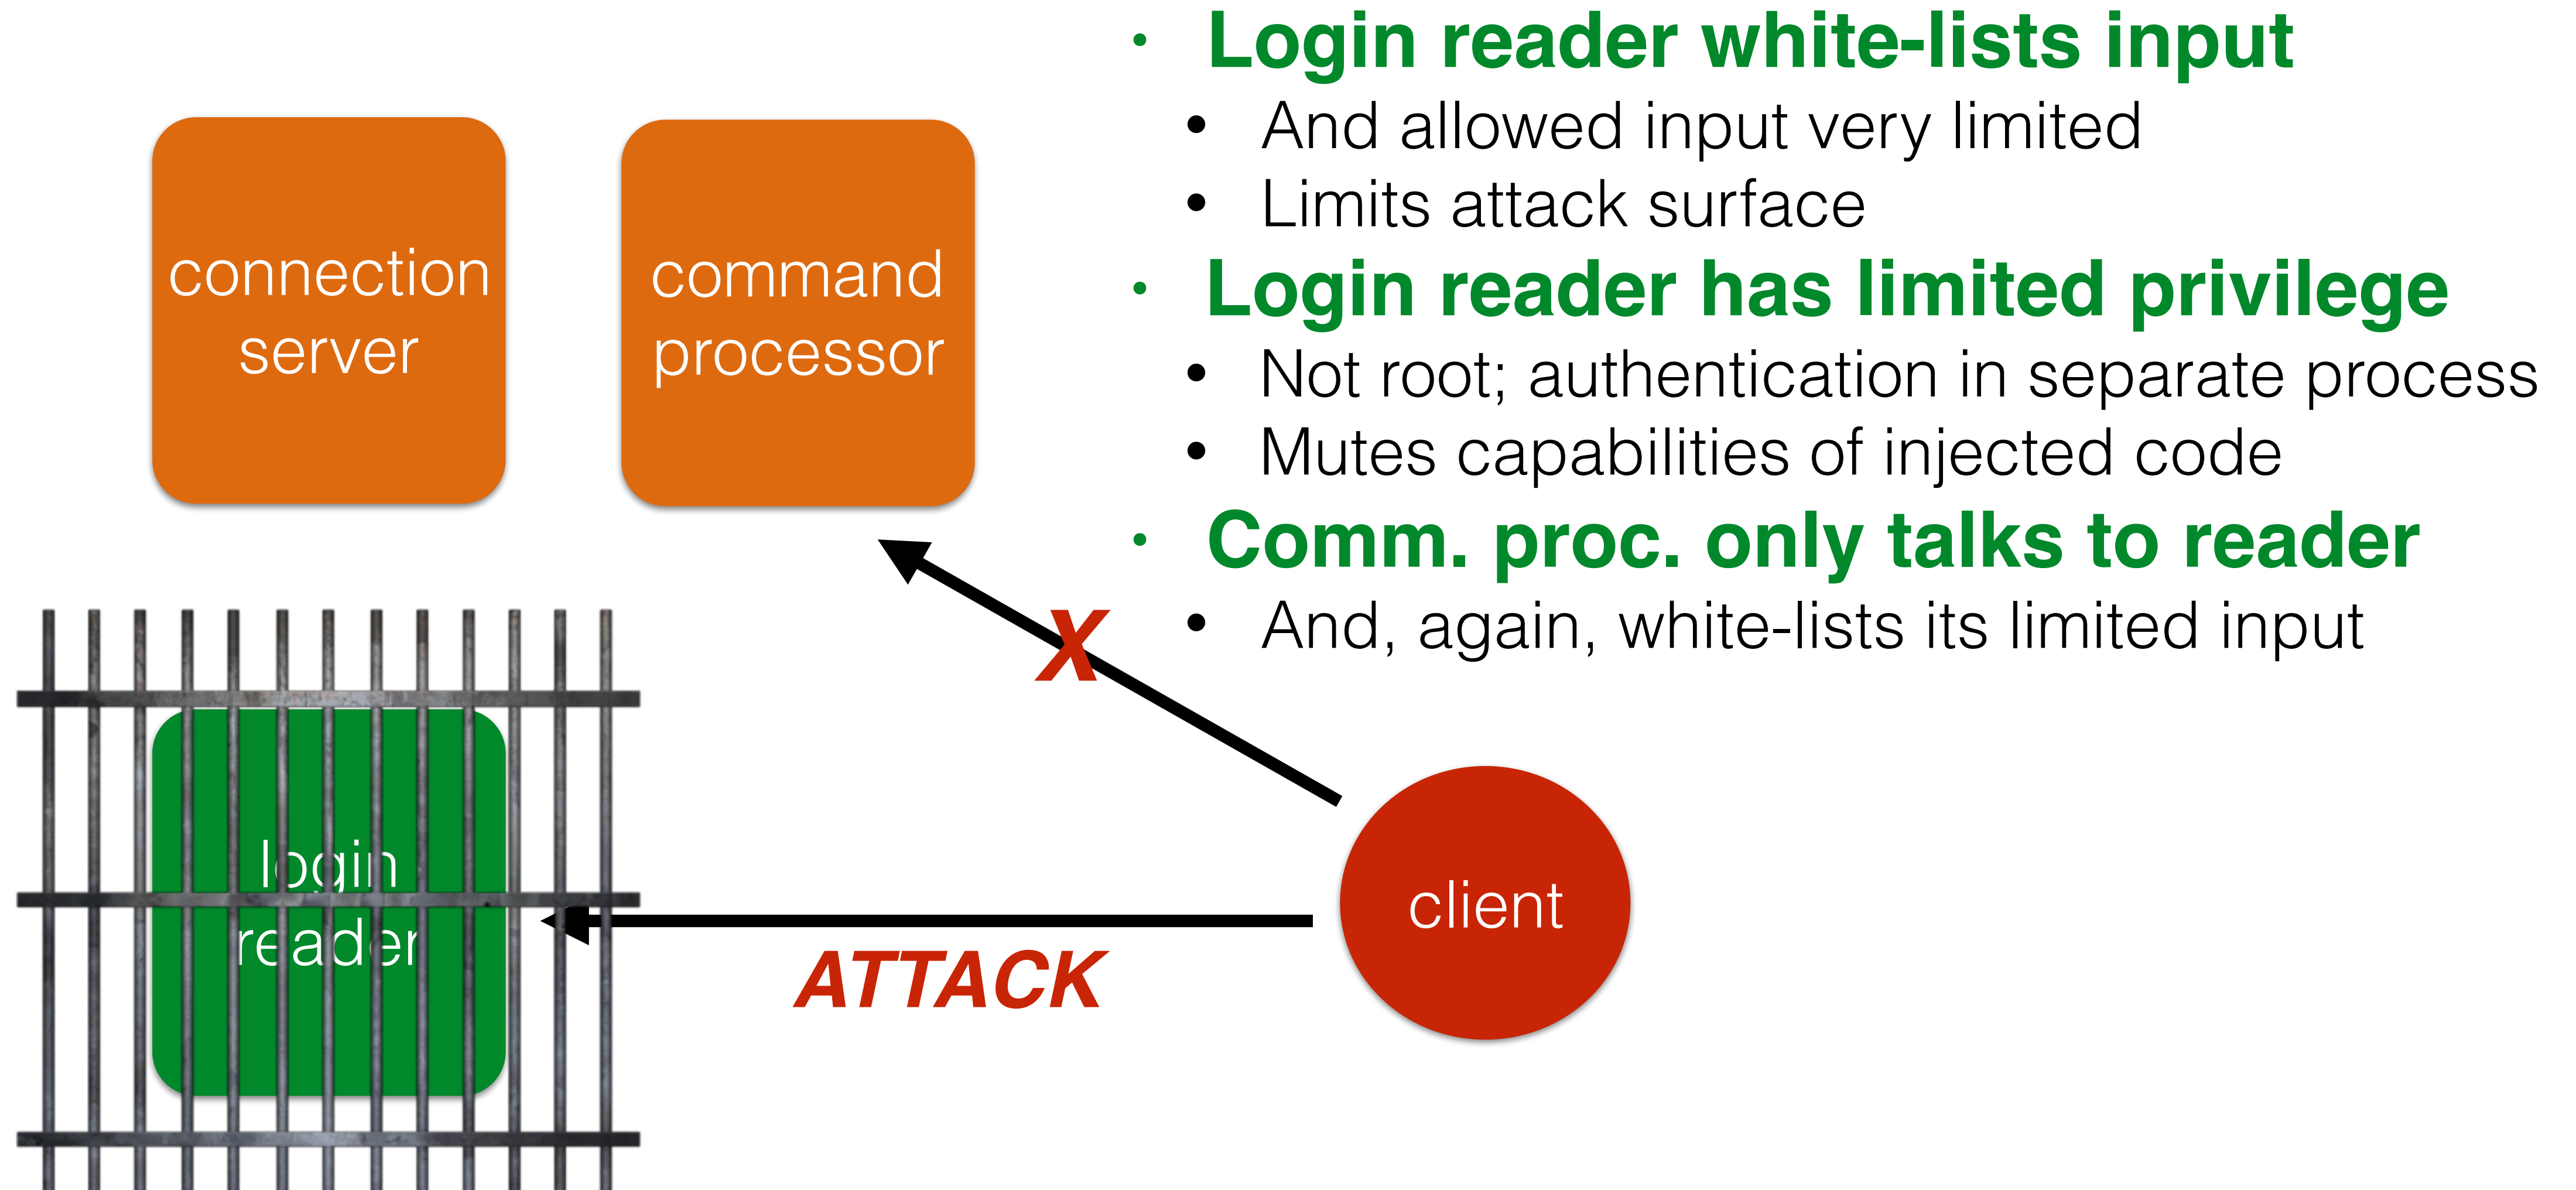 • Login reader white-lists input
• And allowed input very limited
• Limits attack surface
• Login reader has limited privilege
• Not root; authentication in separate process
• Mutes capabilities of injected code
• Comm. proc. only talks to reader
• And, again, white-lists its limited input
connection
server
command
processor
X
login
reader
ATTACK
client